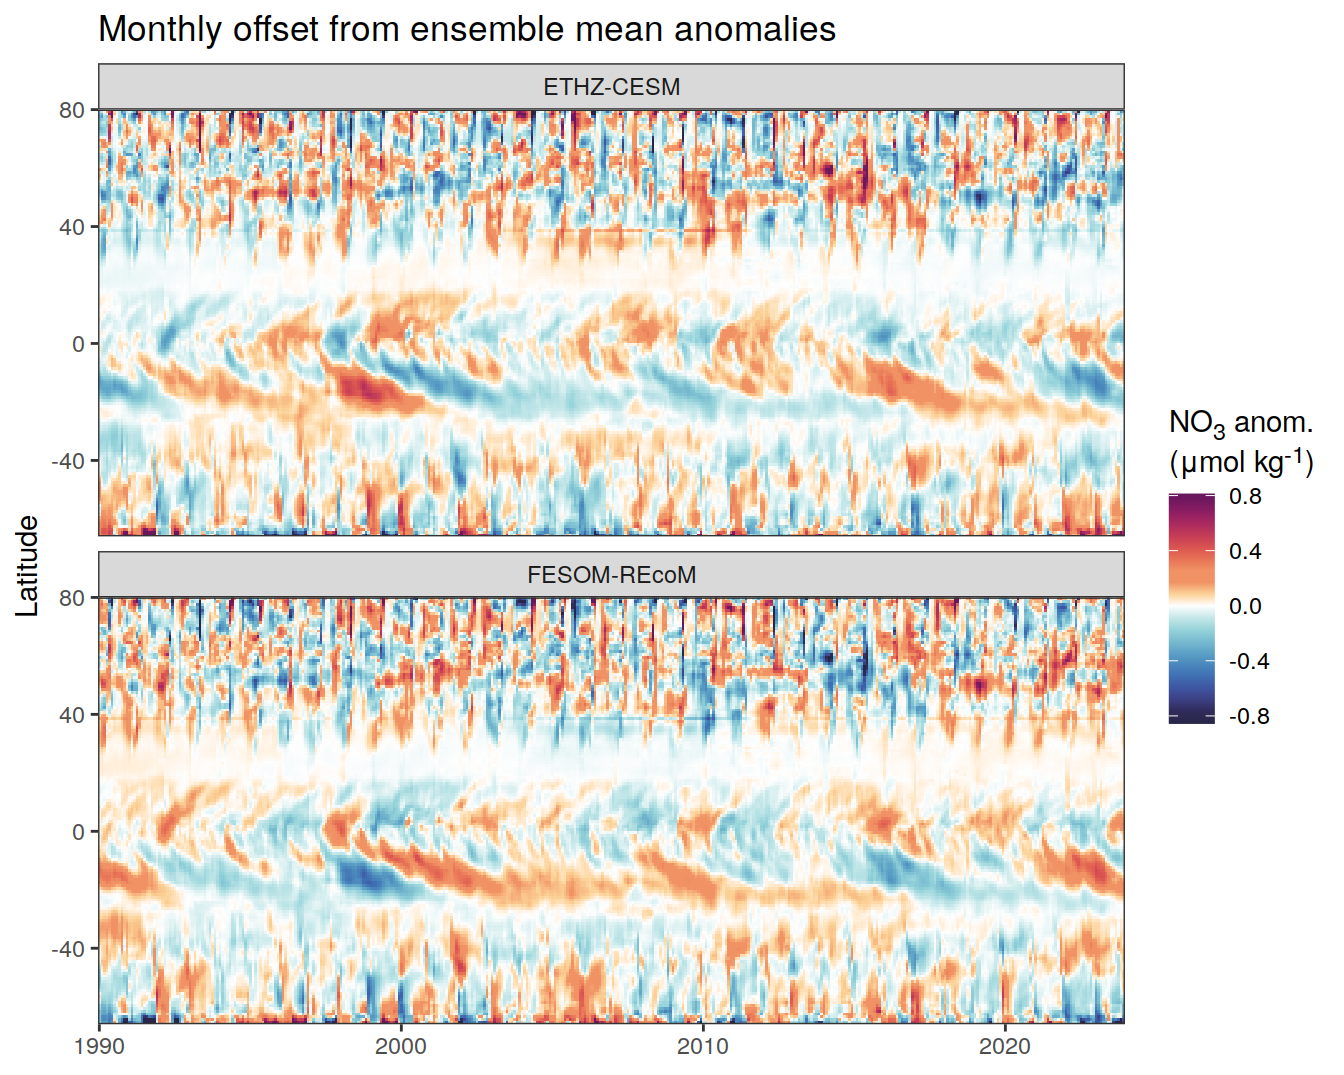 Monthly offset from ensemble mean anomalies
ETHZ-CESM
80
40
0
-40
Latitude
FESOM-REcoM
80
40
0
-40
1990 2000 2010 2020
NO₃ anom.
(µmol kg⁻¹)
0.8
0.4
0.0
-0.4
-0.8